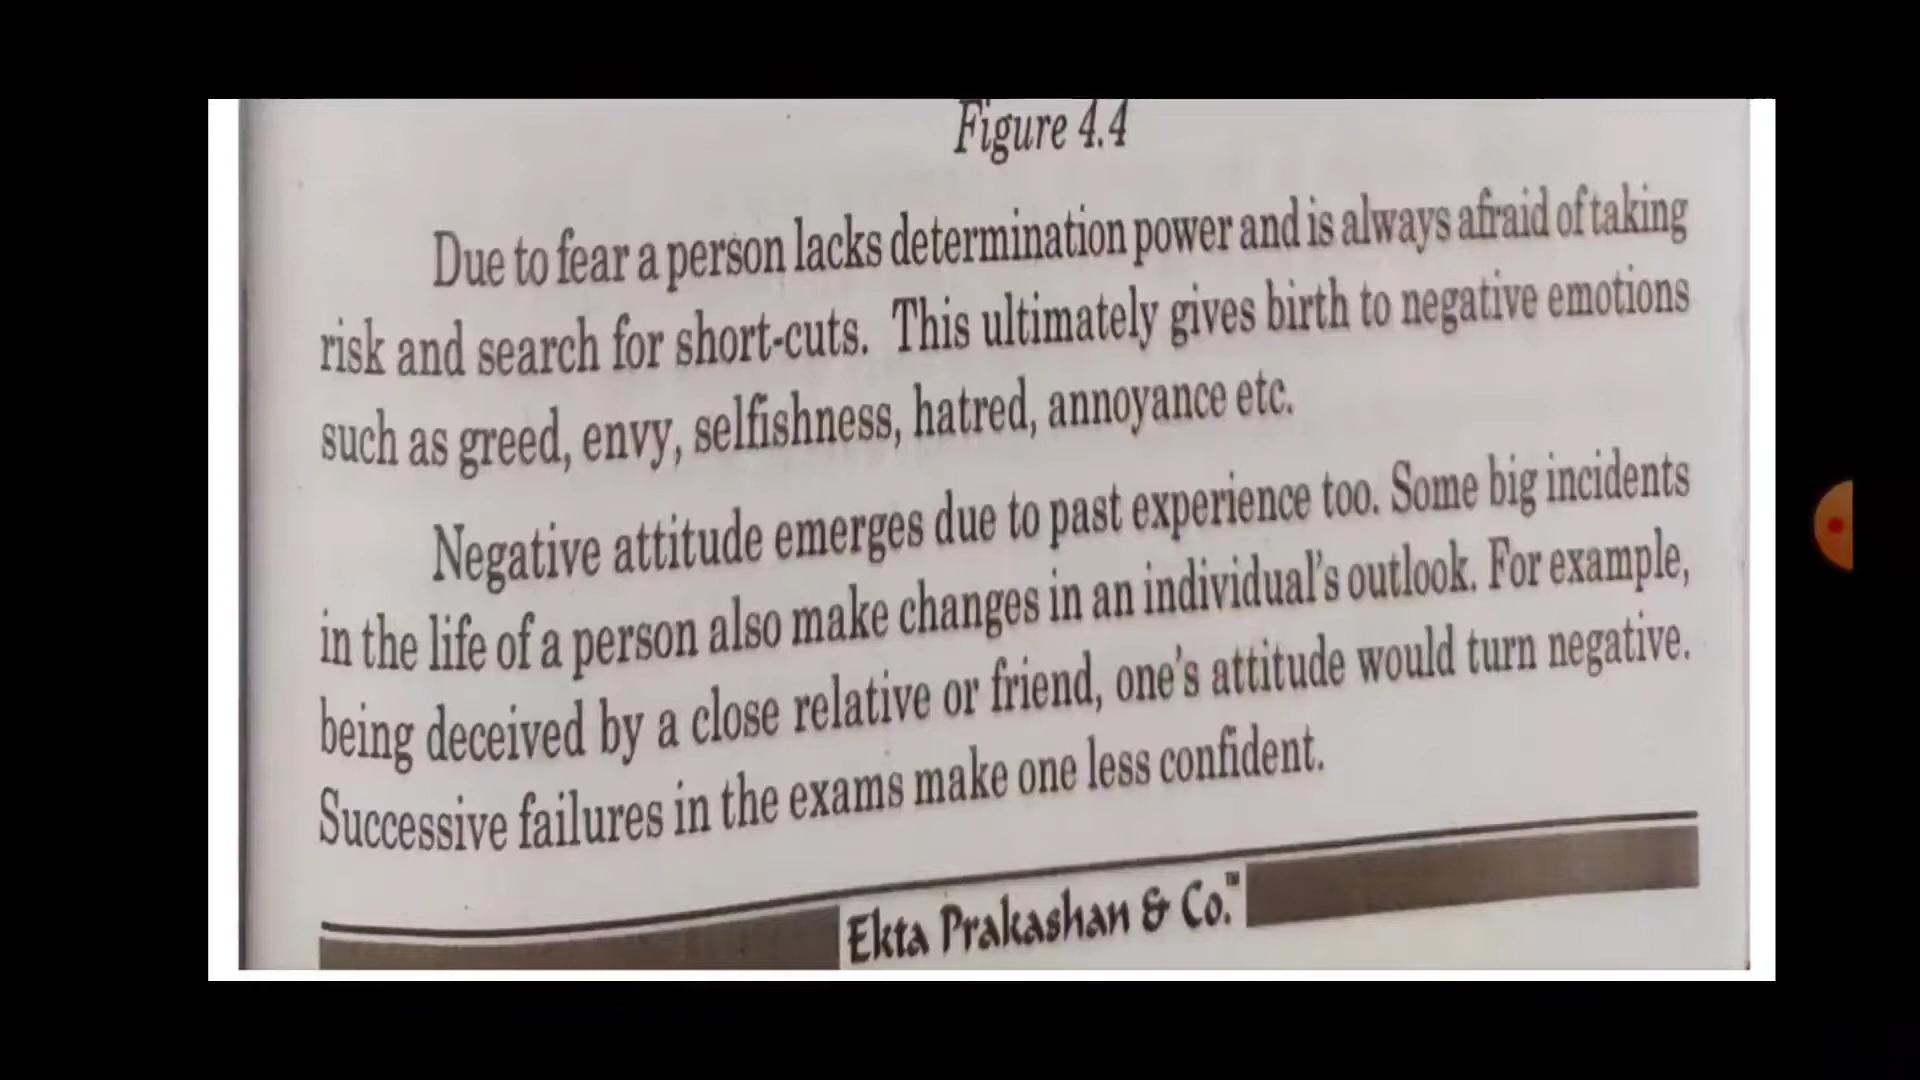 Figure 4.4
Due to fear a person lacks determination power and is always afraid of taking
risk and search for short-cuts. This ultimately gives birth to negative emotions
such as greed, envy, selfishness, hatred, annoyance etc.
Negative attitude emerges due to past experience too. Some big incidents
in the life of a person also make changes in an individual's outlook. For example,
being deceived by a close relative or friend, one's attitude would turn negative.
Successive failures in the exams make one less confident.
Ekta Prakashan & Co.™